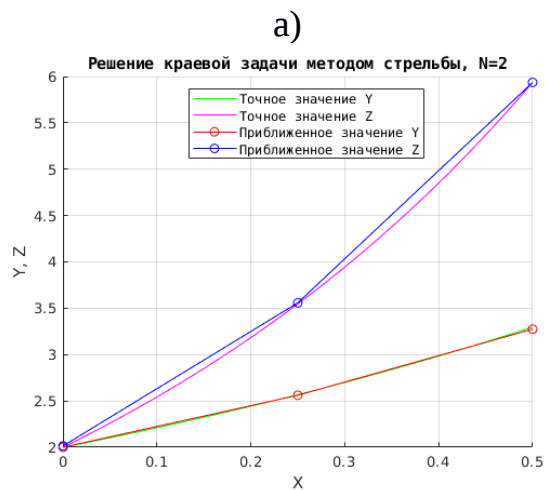 а)
Решение краевой задачи методом стрельбы, N=2
6
5.5
5
4.5
4
3.5
3
2.5
2
Y, Z
Точное значение Y
Точное значение Z
Приближенное значение Y
Приближенное значение Z
0
0.1
0.2
0.3
0.4
0.5
X